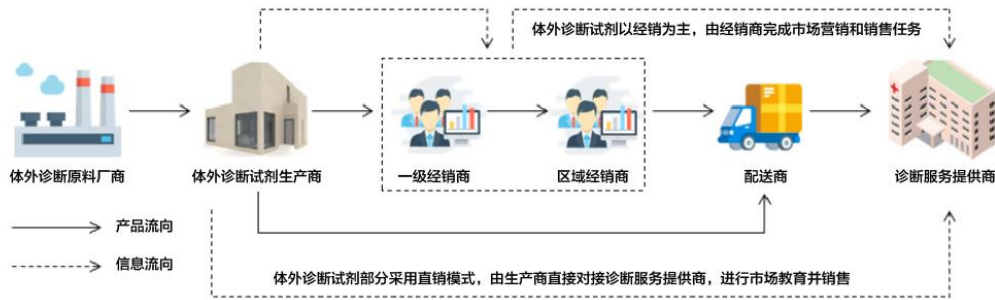 体外诊断试剂以经销为主，由经销商完成市场营销和销售任务
体外诊断原料厂商
体外诊断试剂生产商
一级经销商
区域经销商
配送商
诊断服务提供商
产品流向
信息流向
体外诊断试剂部分采用直销模式，由生产商直接对接诊断服务提供商，进行市场教育并销售